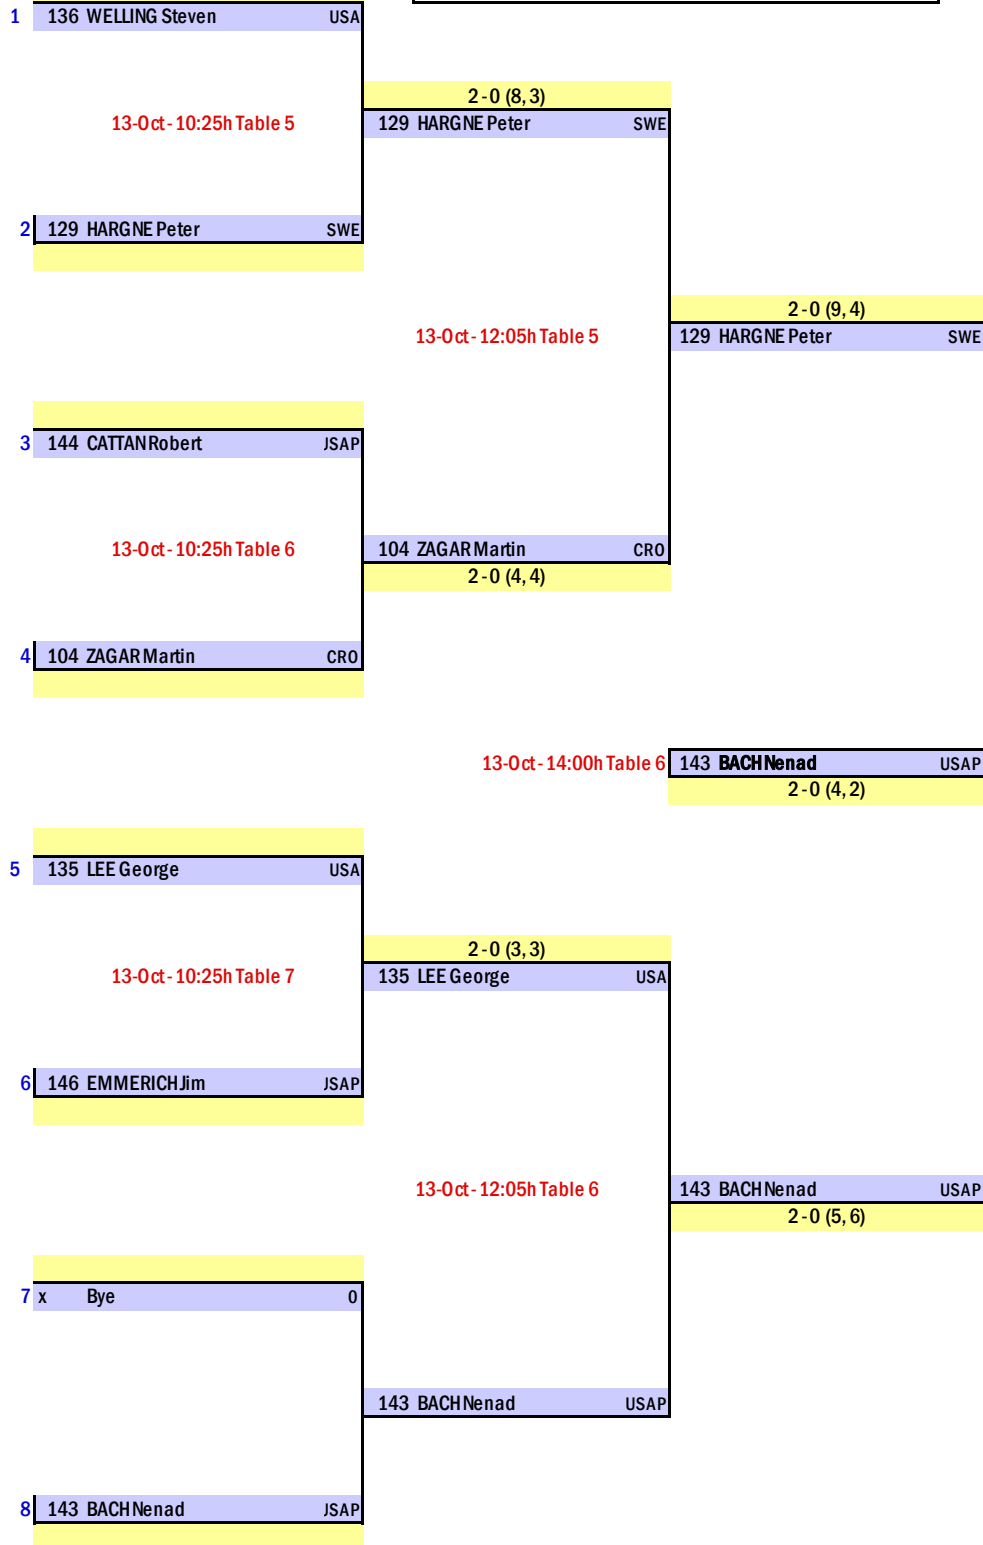 1 136 WELLING Steven USA
2-0 (8, 3)
13-Oct - 10:25h Table 5 129 HARGNE Peter SWE
2 129 HARGNE Peter SWE
2-0 (9, 4)
13-Oct - 12:05h Table 5 129 HARGNE Peter SWE
3 144 CATTAN Robert JSAP
13-Oct - 10:25h Table 6 104 ZAGAR Martin CRO
2-0 (4, 4)
4 104 ZAGAR Martin CRO
13-Oct - 14:00h Table 6 143 BACH Nenad USAP
2-0 (4, 2)
5 135 LEE George USA
2-0 (3, 3)
13-Oct - 10:25h Table 7 135 LEE George USA
6 146 EMMERICH Jim JSAP
13-Oct - 12:05h Table 6 143 BACH Nenad USAP
2-0 (5, 6)
7 x Bye 0
143 BACH Nenad USAP
8 143 BACH Nenad JSAP